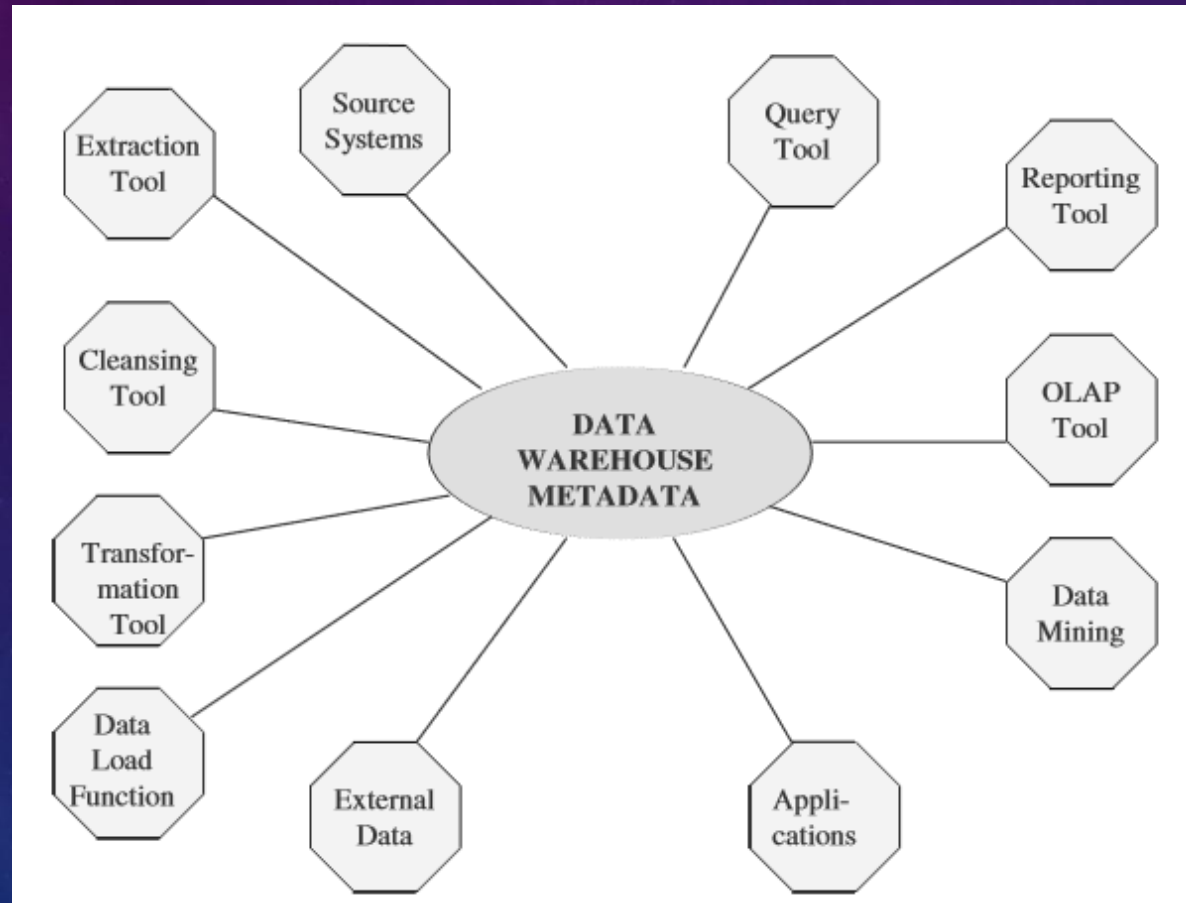 Source
Systems
Query
Tool
Extraction
Tool
Reporting
Tool
Cleansing
Tool
OLAP
Tool
DATA
WAREHOUSE
METADATA
Transfor-
mation
Tool
Data
Mining
Data
Load
Function
External
Data
Appli-
cations